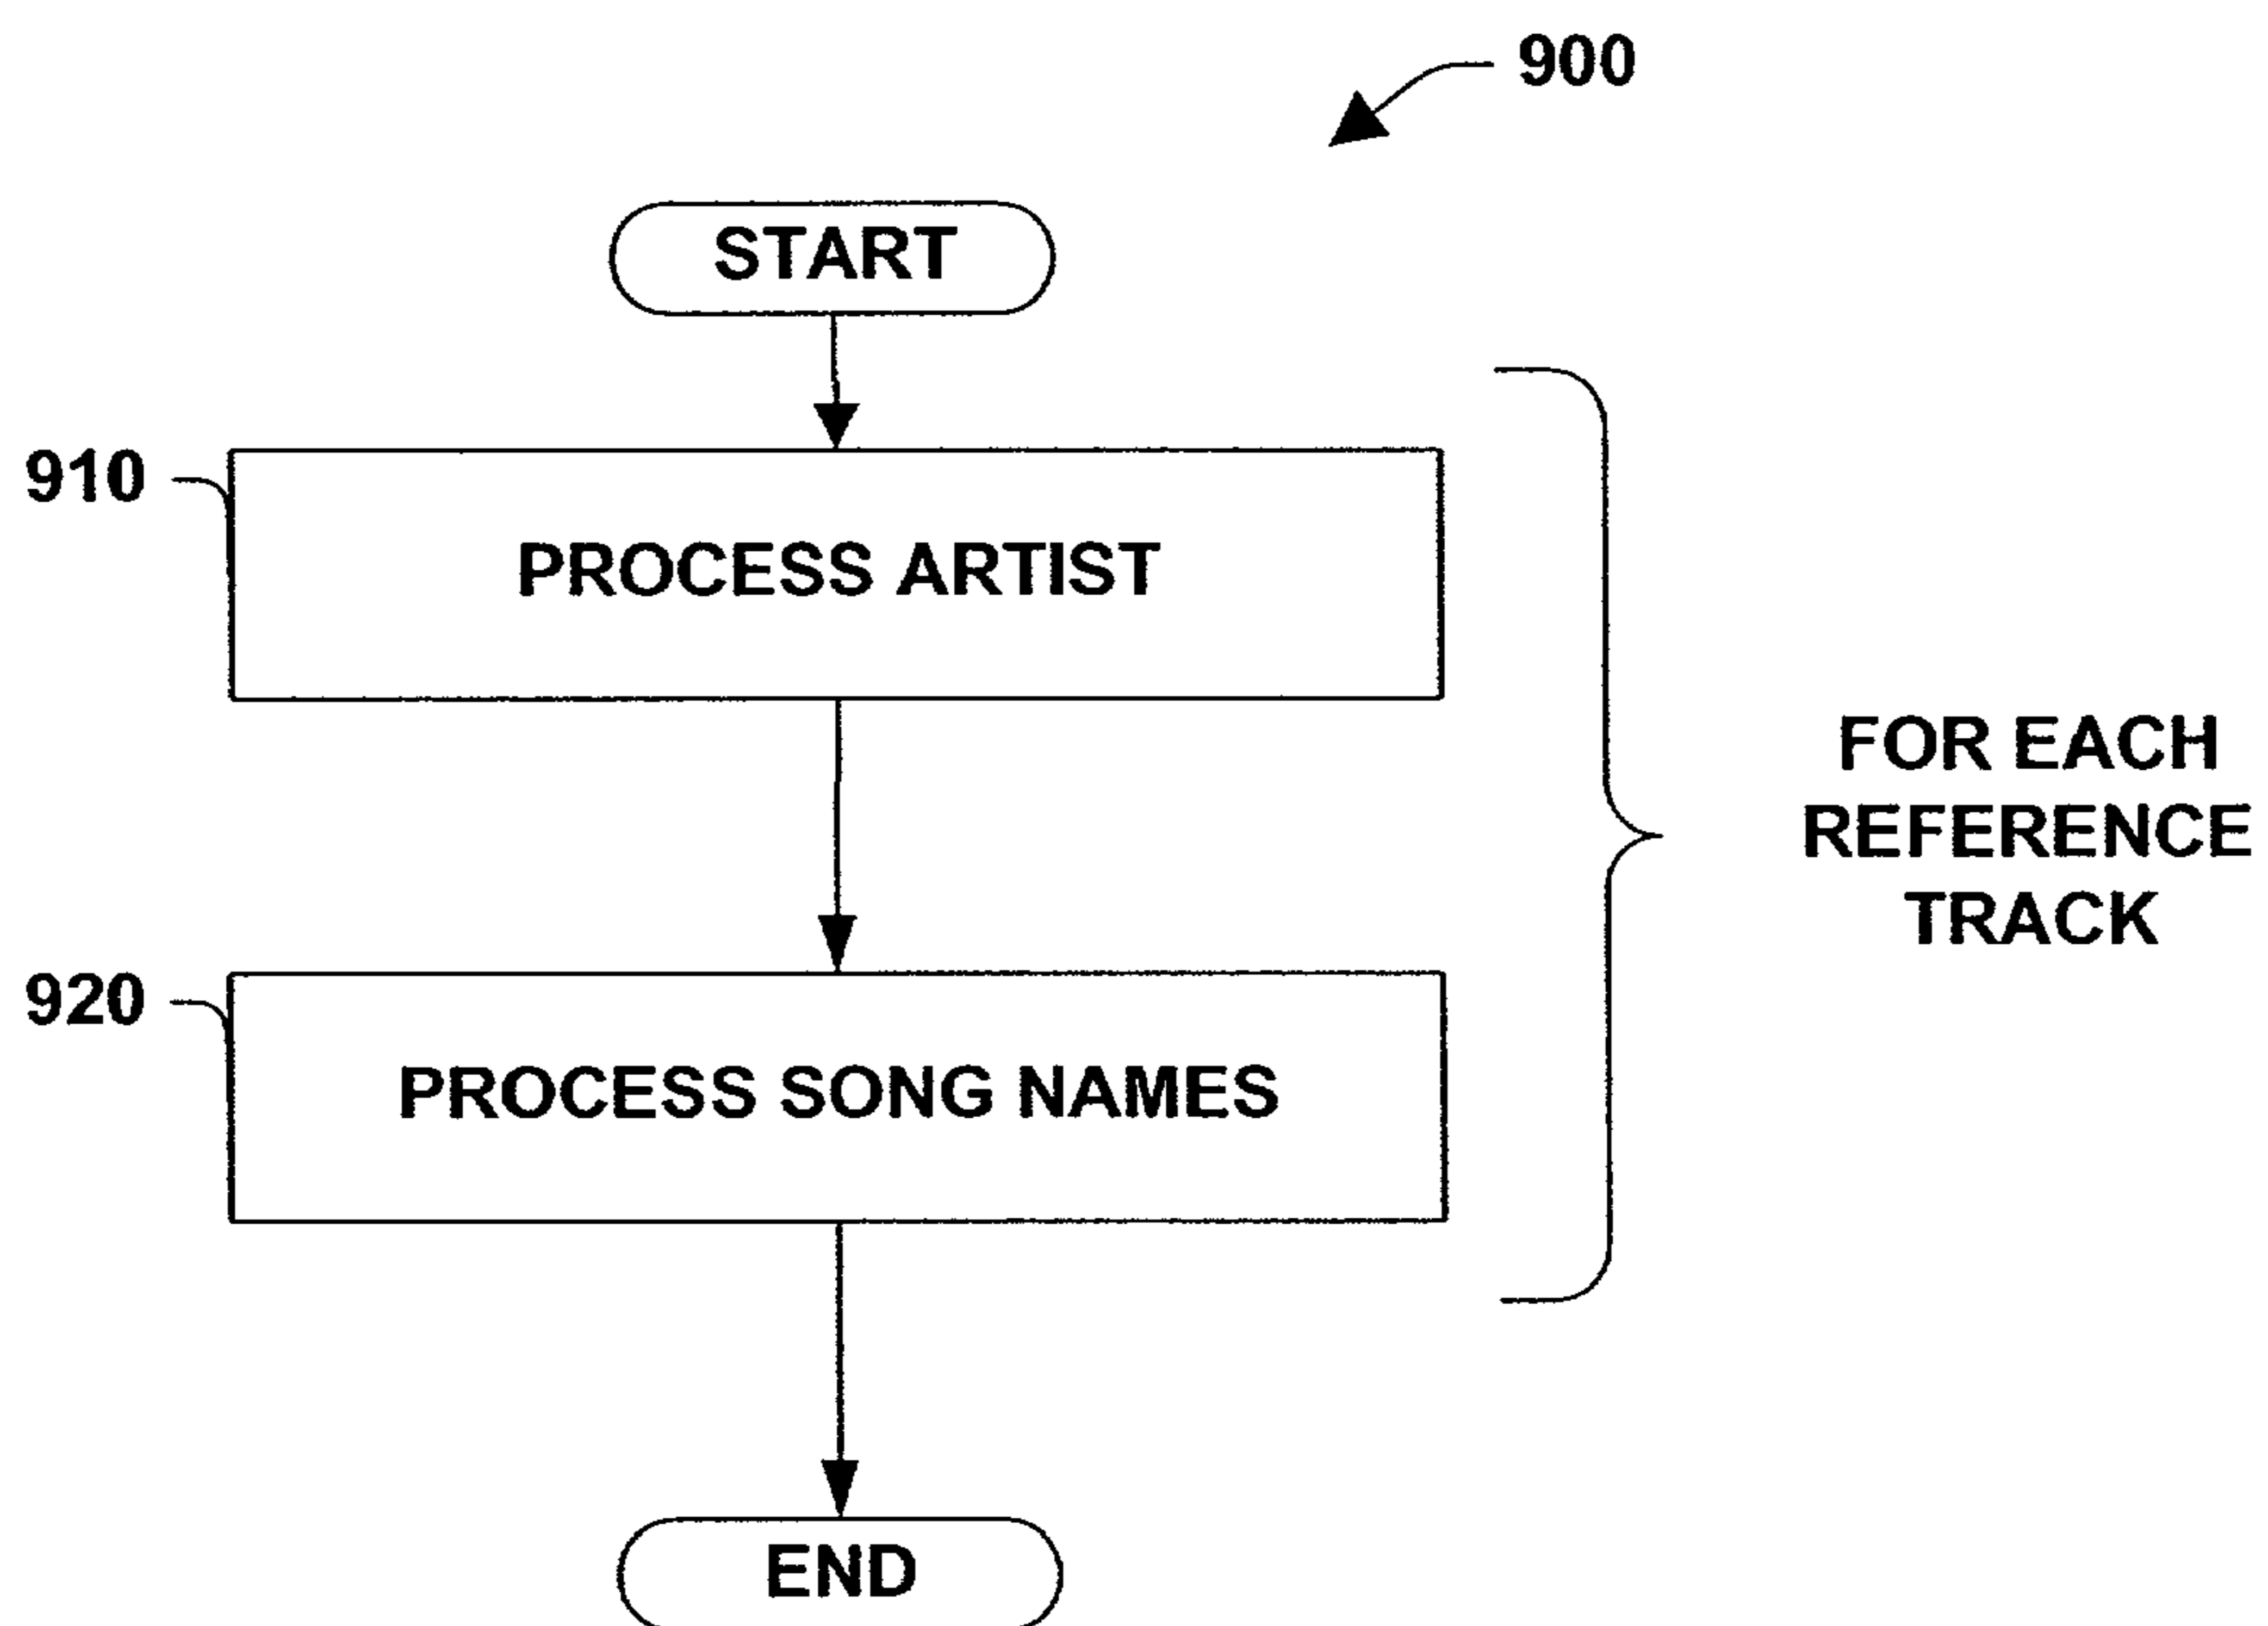 900
START
910
PROCESS ARTIST
FOR EACH
REFERENCE
TRACK
920
PROCESS SONG NAMES
END